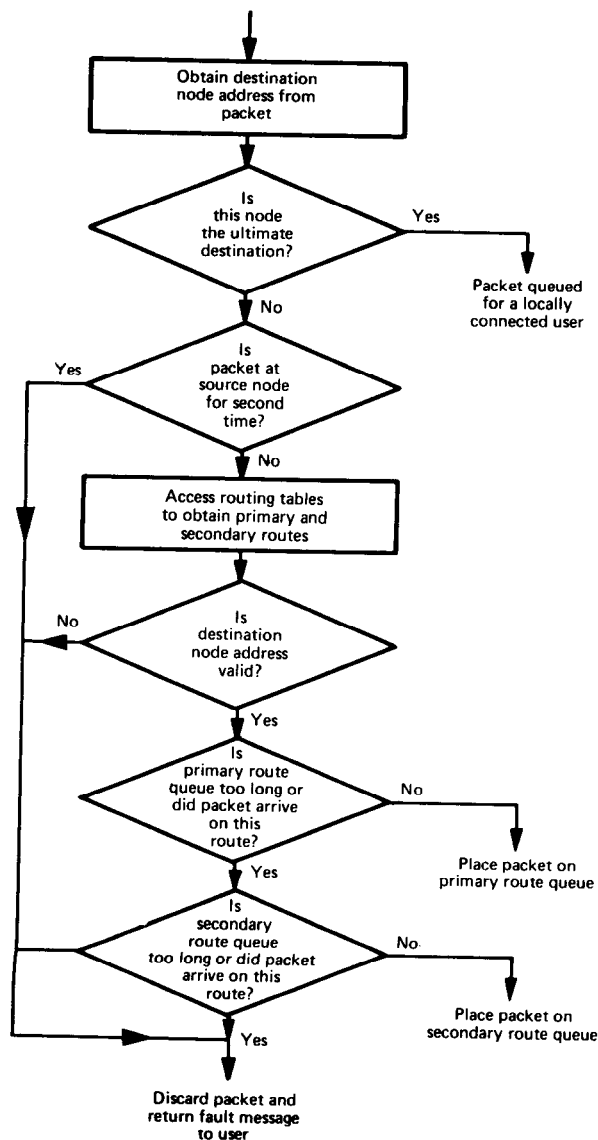 Obtain destination
node address from
packet
Is
this node
the ultimate
destination?
Yes
Packet queued
for a locally
connected user
No
Is
packet at
source node
for second
time?
Yes
No
Access routing tables
to obtain primary and
secondary routes
Is
destination
node address
valid?
No
Yes
Is
primary route
queue too long or
did packet arrive
on this
route?
No
Place packet on
primary route queue
Yes
Is
secondary
route queue
too long or did packet
arrive on this
route?
No.
Place packet on
secondary route queue
Yes
Discard packet and
return fault message
to user